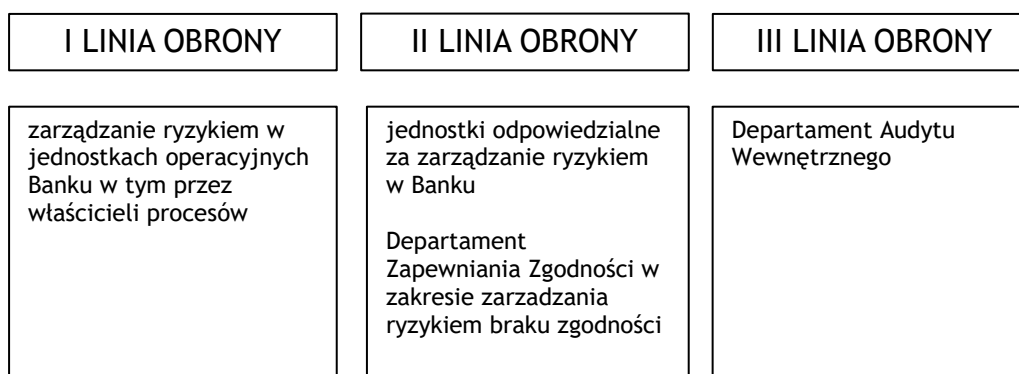 I LINIA OBRONY
II LINIA OBRONY
III LINIA OBRONY
zarządzanie ryzykiem w
jednostkach operacyjnych
Banku w tym przez
właścicieli procesów
jednostki odpowiedzialne
za zarządzanie ryzykiem
w Banku
Departament
Zapewniania Zgodności w
zakresie zarzadzania
ryzykiem braku zgodności
Departament Audytu
Wewnętrznego